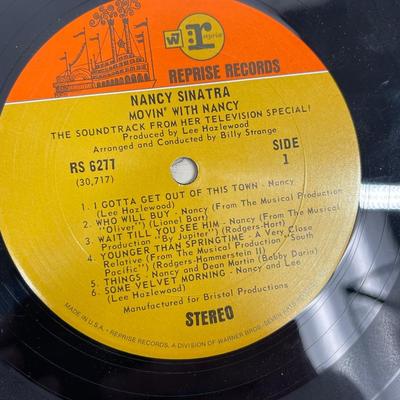 W r reprise
REPRISE RECORDS
NANCY SINATRA
MOVIN' WITH NANCY
THE SOUNDTRACK FROM HER TELEVISION SPECIAL!
Produced by Lee Hazlewood
Arranged and Conducted by Billy Strange
RS 6277
(30,717)
SIDE
1
1. I GOTTA GET OUT OF THIS TOWN - Nancy
(Lee Hazlewood)
2. WHO WILL BUY - Nancy (From The Musical Production
"Oliver") (Lionel Bart)
3. WAIT TILL YOU SEE HIM - Nancy (From The Musical
Production "By Jupiter") (Rodgers-Hart)
4. YOUNGER THAN SPRINGTIME - A Very Close
Relative (From The Musical Production "South
Pacific") (Rodgers-Hammerstein II)
5. THINGS - Nancy and Dean Martin (Bobby Darin)
6. SOME VELVET MORNING - Nancy and Lee
(Lee Hazlewood)
Manufactured for Bristol Productions
STEREO
MADE IN U.S.A. • REPRISE RECORDS, A DIVISION OF WARNER BROS.-SEVEN ARTS